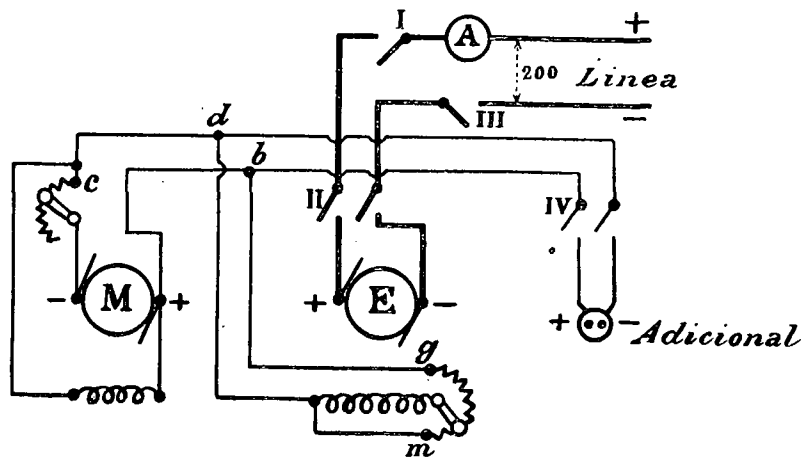 I
A
+
200
Linea
III
−
d
b
c
II
IV
-
M
+
+
E
-
+
-
Adicional
g
m